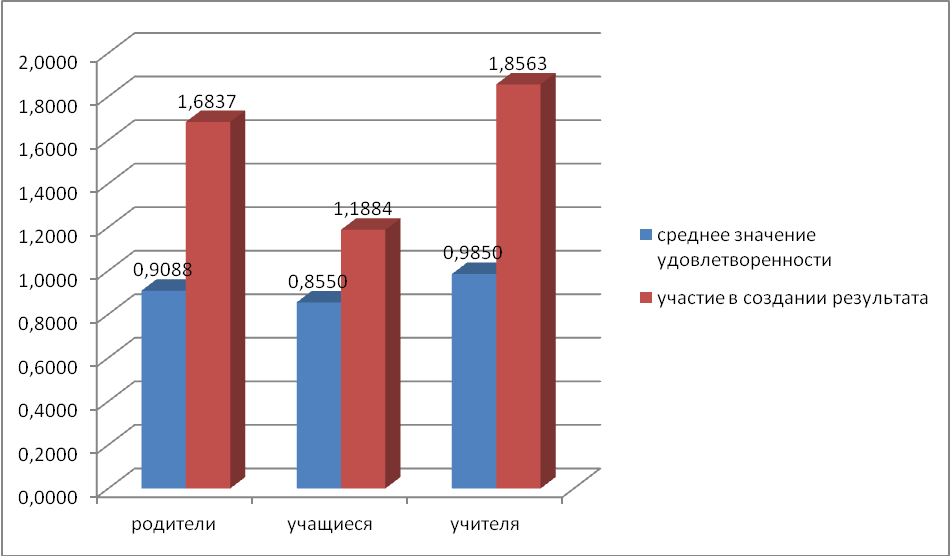 2,0000
1,8000
1,6000
1,4000
1,2000
1,0000
0,8000
0,6000
0,4000
0,2000
0,0000
0,9088
1,6837
0,8550
1,1884
0,9850
1,8563
родители
учащиеся
учителя
среднее значение
удовлетворенности
участие в создании результата